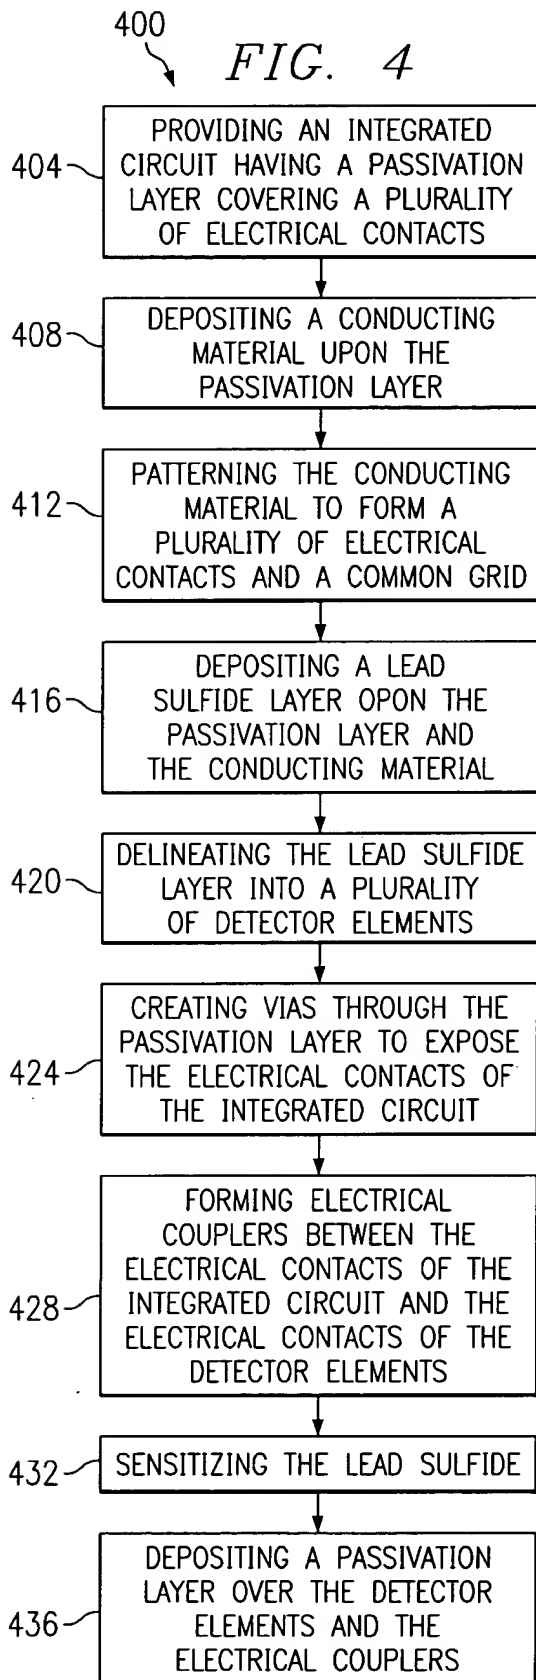 400
FIG. 4
404
PROVIDING AN INTEGRATED
CIRCUIT HAVING A PASSIVATION
LAYER COVERING A PLURALITY
OF ELECTRICAL CONTACTS
408
DEPOSITING A CONDUCTING
MATERIAL UPON THE
PASSIVATION LAYER
412
PATTERNING THE CONDUCTING
MATERIAL TO FORM A
PLURALITY OF ELECTRICAL
CONTACTS AND A COMMON GRID
416
DEPOSITING A LEAD
SULFIDE LAYER OPON THE
PASSIVATION LAYER AND
THE CONDUCTING MATERIAL
420
DELINEATING THE LEAD SULFIDE
LAYER INTO A PLURALITY
OF DETECTOR ELEMENTS
424
CREATING VIAS THROUGH THE
PASSIVATION LAYER TO EXPOSE
THE ELECTRICAL CONTACTS OF
THE INTEGRATED CIRCUIT
428
FORMING ELECTRICAL
COUPLERS BETWEEN THE
ELECTRICAL CONTACTS OF THE
INTEGRATED CIRCUIT AND THE
ELECTRICAL CONTACTS OF THE
DETECTOR ELEMENTS
432
SENSITIZING THE LEAD SULFIDE
436
DEPOSITING A PASSIVATION
LAYER OVER THE DETECTOR
ELEMENTS AND THE
ELECTRICAL COUPLERS